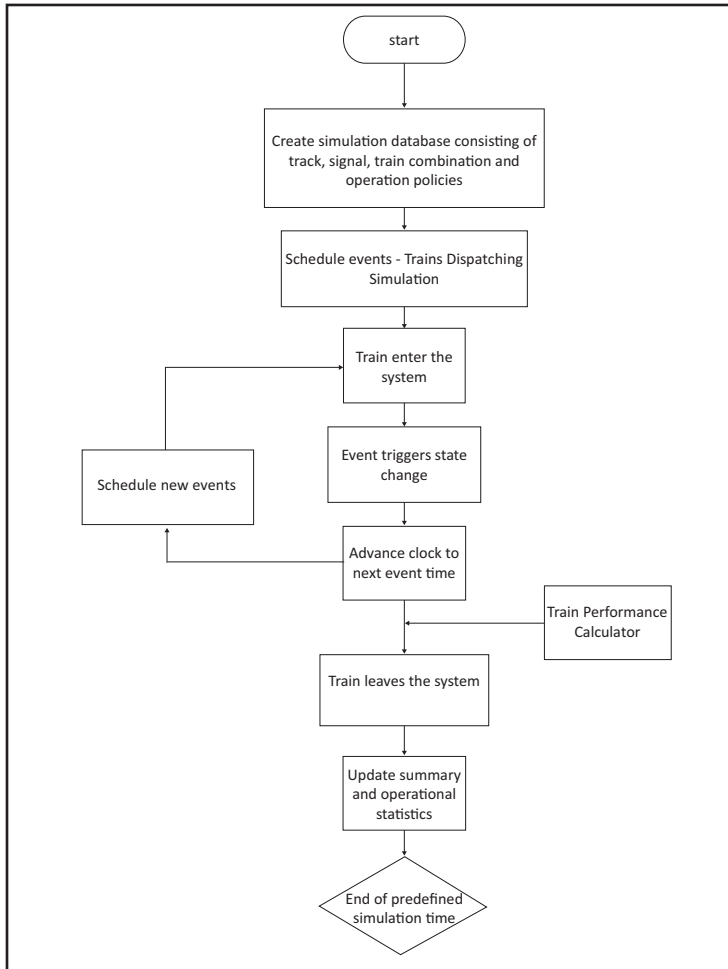 start
Create simulation database consisting of
track, signal, train combination and
operation policies
Schedule events - Trains Dispatching
Simulation
Train enter the
system
Event triggers state
change
Schedule new events
Advance clock to
next event time
Train Performance
Calculator
Train leaves the system
Update summary
and operational
statistics
End of predefined
simulation time